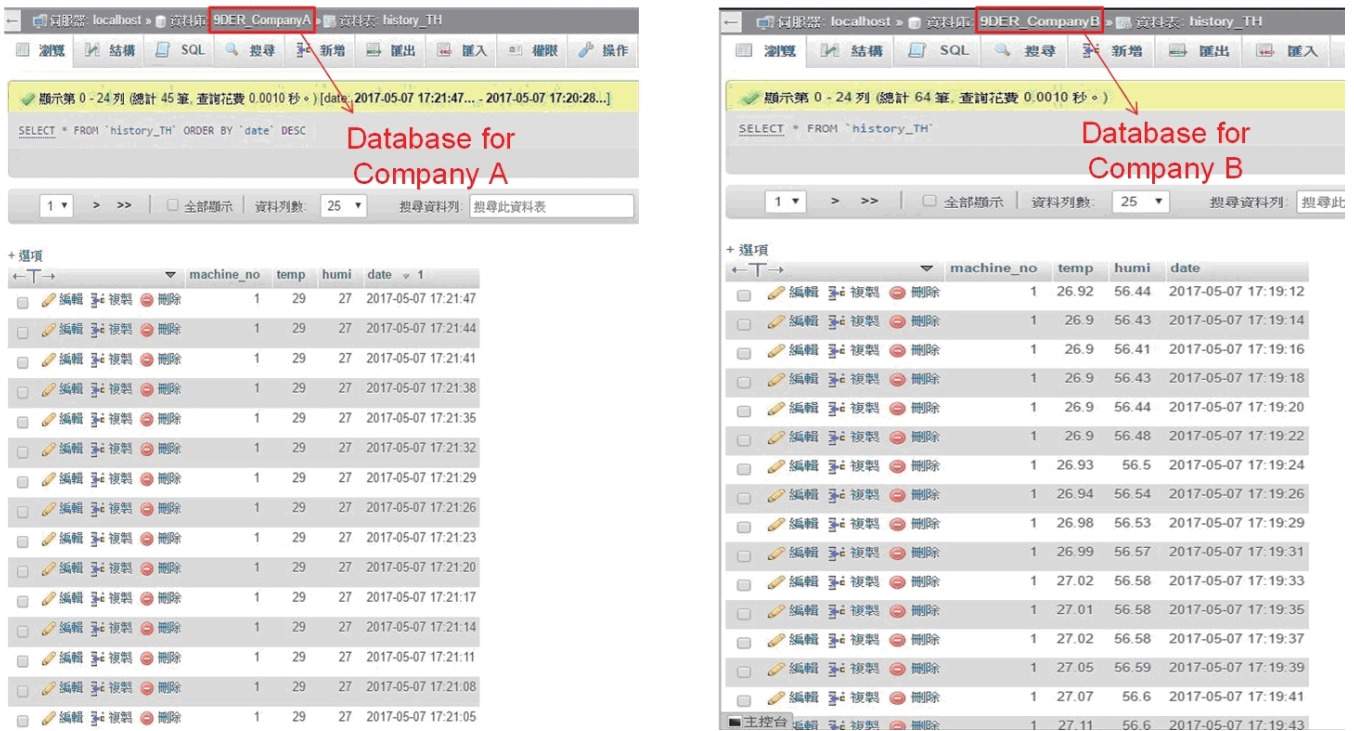 伺服器: localhost » 資料庫: 9DER_CompanyA » 資料表: history_TH
瀏覽 結構 SQL 搜尋 新增 匯出 匯入 權限 操作
顯示第 0 - 24 列 (總計 45 筆, 查詢花費 0.0010 秒。) [date: 2017-05-07 17:21:47... - 2017-05-07 17:20:28...]
SELECT * FROM `history_TH` ORDER BY `date` DESC
Database for
Company A
1 > >> 全部顯示 資料列數: 25 搜尋資料列: 搜尋此資料表
+ 選項
←T→ machine_no temp humi date 1
編輯 複製 刪除 1 29 27 2017-05-07 17:21:47
編輯 複製 刪除 1 29 27 2017-05-07 17:21:44
編輯 複製 刪除 1 29 27 2017-05-07 17:21:41
編輯 複製 刪除 1 29 27 2017-05-07 17:21:38
編輯 複製 刪除 1 29 27 2017-05-07 17:21:35
編輯 複製 刪除 1 29 27 2017-05-07 17:21:32
編輯 複製 刪除 1 29 27 2017-05-07 17:21:29
編輯 複製 刪除 1 29 27 2017-05-07 17:21:26
編輯 複製 刪除 1 29 27 2017-05-07 17:21:23
編輯 複製 刪除 1 29 27 2017-05-07 17:21:20
編輯 複製 刪除 1 29 27 2017-05-07 17:21:17
編輯 複製 刪除 1 29 27 2017-05-07 17:21:14
編輯 複製 刪除 1 29 27 2017-05-07 17:21:11
編輯 複製 刪除 1 29 27 2017-05-07 17:21:08
編輯 複製 刪除 1 29 27 2017-05-07 17:21:05
伺服器: localhost » 資料庫: 9DER_CompanyB » 資料表: history_TH
瀏覽 結構 SQL 搜尋 新增 匯出 匯入
顯示第 0 - 24 列 (總計 64 筆, 查詢花費 0.0010 秒。)
SELECT * FROM `history_TH`
Database for
Company B
1 > >> 全部顯示 資料列數: 25 搜尋資料列: 搜尋此
+ 選項
←T→ machine_no temp humi date
編輯 複製 刪除 1 26.92 56.44 2017-05-07 17:19:12
編輯 複製 刪除 1 26.9 56.43 2017-05-07 17:19:14
編輯 複製 刪除 1 26.9 56.41 2017-05-07 17:19:16
編輯 複製 刪除 1 26.9 56.43 2017-05-07 17:19:18
編輯 複製 刪除 1 26.9 56.44 2017-05-07 17:19:20
編輯 複製 刪除 1 26.9 56.48 2017-05-07 17:19:22
編輯 複製 刪除 1 26.93 56.5 2017-05-07 17:19:24
編輯 複製 刪除 1 26.94 56.54 2017-05-07 17:19:26
編輯 複製 刪除 1 26.98 56.53 2017-05-07 17:19:29
編輯 複製 刪除 1 26.99 56.57 2017-05-07 17:19:31
編輯 複製 刪除 1 27.02 56.58 2017-05-07 17:19:33
編輯 複製 刪除 1 27.01 56.58 2017-05-07 17:19:35
編輯 複製 刪除 1 27.02 56.58 2017-05-07 17:19:37
編輯 複製 刪除 1 27.05 56.59 2017-05-07 17:19:39
編輯 複製 刪除 1 27.07 56.6 2017-05-07 17:19:41
主控台 編輯 複製 刪除 1 27.11 56.6 2017-05-07 17:19:43